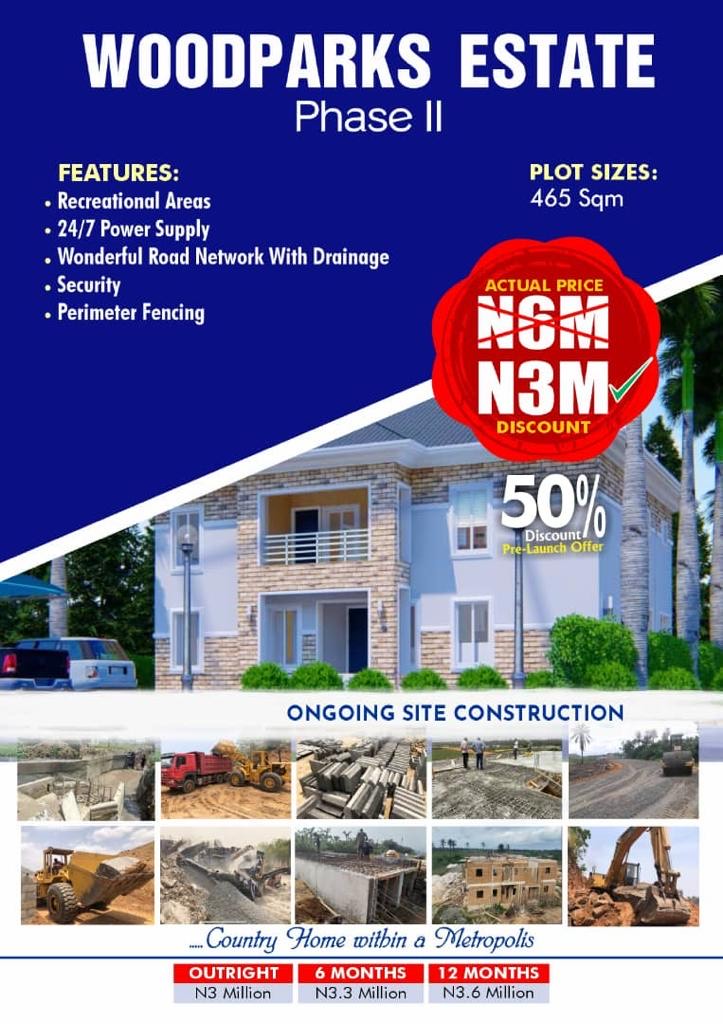 WOODPARKS ESTATE
Phase II
FEATURES:
• Recreational Areas
• 24/7 Power Supply
• Wonderful Road Network With Drainage
• Security
• Perimeter Fencing
PLOT SIZES:
465 Sqm
ACTUAL PRICE
N6M
N3M
DISCOUNT
50%
Discount
Pre-Launch Offer
ONGOING SITE CONSTRUCTION
.....Country Home within a Metropolis
OUTRIGHT
N3 Million
6 MONTHS
N3.3 Million
12 MONTHS
N3.6 Million